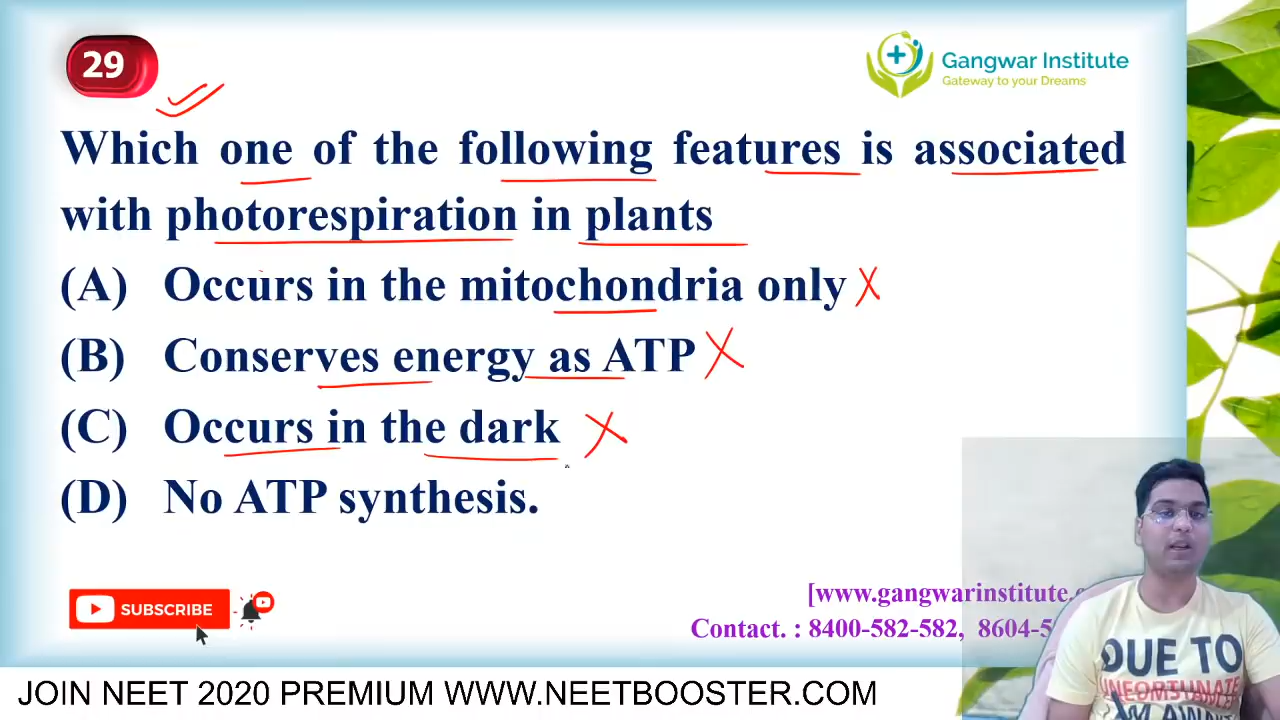 29
Gangwar Institute
Gateway to your Dreams
Which one of the following features is associated
with photorespiration in plants
(A) Occurs in the mitochondria only
(B) Conserves energy as ATP
(C) Occurs in the dark
(D) No ATP synthesis.
SUBSCRIBE
[www.gangwarinstitute.
Contact. : 8400-582-582, 8604-5
DUE TO
UNFORTUNATE
JOIN NEET 2020 PREMIUM WWW.NEETBOOSTER.COM